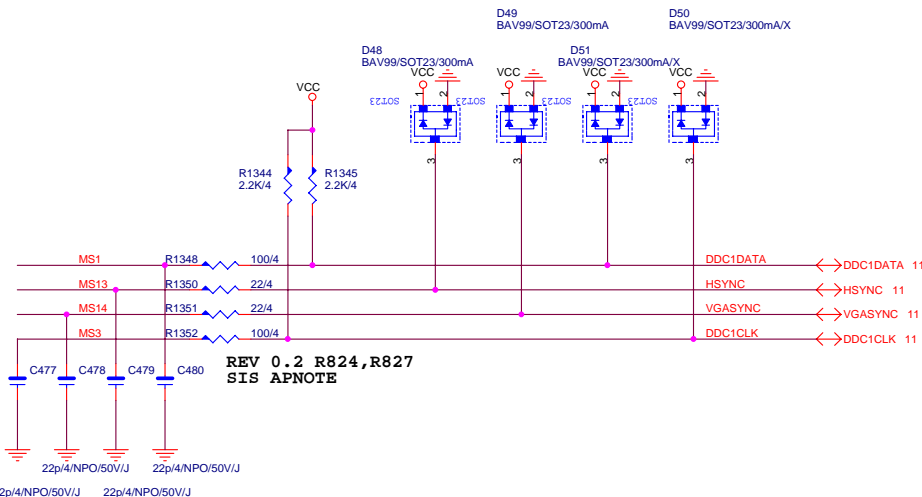 D49
BAV99/SOT23/300mA
D50
BAV99/SOT23/300mA/X
D48
BAV99/SOT23/300mA
D51
BAV99/SOT23/300mA/X
VCC
VCC
VCC
VCC
VCC
1
2
1
2
1
2
1
2
SOT23
SOT23
SOT23
SOT23
3
3
3
3
R1344
2.2K/4
R1345
2.2K/4
MS1
R1348
100/4
DDC1DATA
DDC1DATA 11
MS13
R1350
22/4
HSYNC
HSYNC 11
MS14
R1351
22/4
VGASYNC
VGASYNC 11
MS3
R1352
100/4
DDC1CLK
DDC1CLK 11
REV 0.2 R824,R827
SIS APNOTE
C477
C478
C479
C480
22p/4/NPO/50V/J
22p/4/NPO/50V/J
2p/4/NPO/50V/J
22p/4/NPO/50V/J